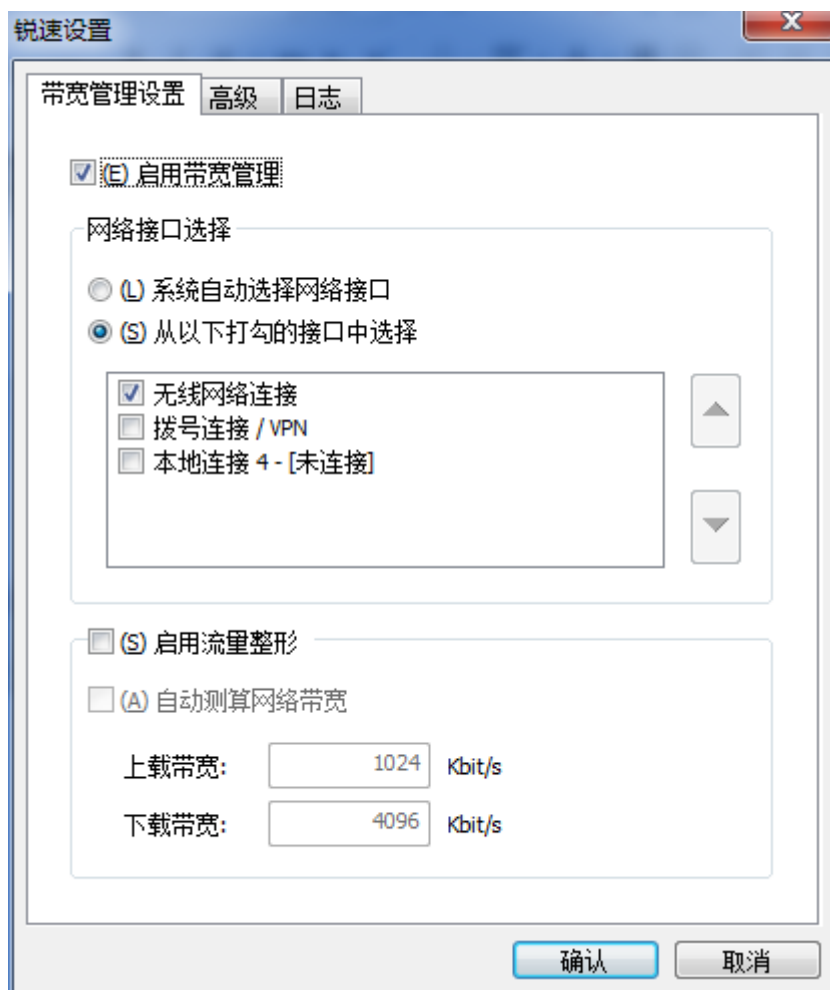 锐速设置
带宽管理设置 高级 日志
(E) 启用带宽管理
网络接口选择
(L) 系统自动选择网络接口
(S) 从以下打勾的接口中选择
无线网络连接
拨号连接 / VPN
本地连接 4 - [未连接]
(S) 启用流量整形
(A) 自动测算网络带宽
上载带宽: 1024 Kbit/s
下载带宽: 4096 Kbit/s
确认 取消